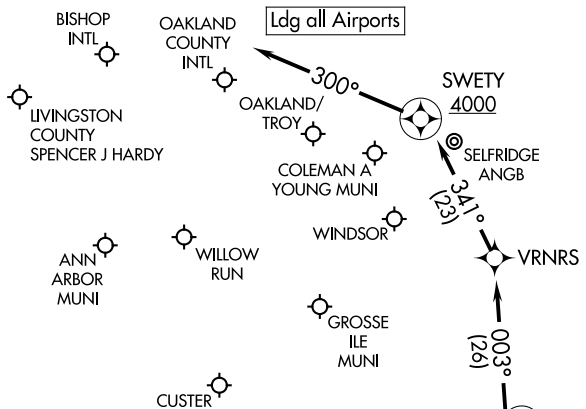 BISHOP
INTL
OAKLAND
COUNTY
INTL
Ldg all Airports
300°
SWETY
4000
LIVINGSTON
COUNTY
SPENCER J HARDY
OAKLAND/
TROY
COLEMAN A
YOUNG MUNI
SELFRIDGE
ANGB
341°
(23)
WINDSOR
ANN
ARBOR
MUNI
WILLOW
RUN
VRNRS
GROSSE
ILE
MUNI
003°
(26)
CUSTER